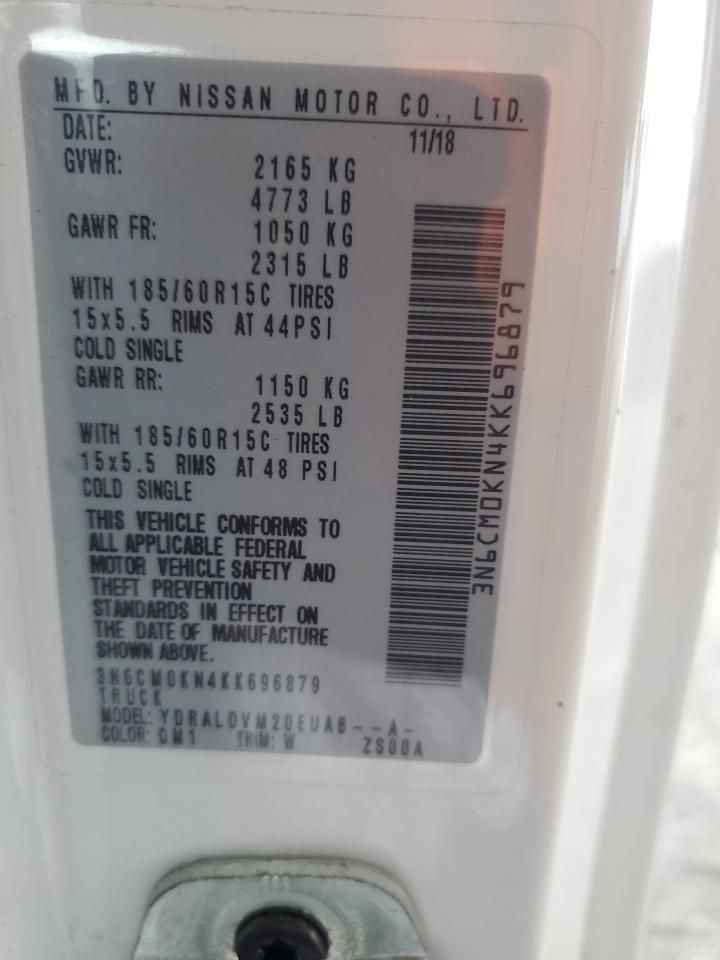 MFD. BY NISSAN MOTOR CO., LTD.
DATE: 11/18
GVWR: 2165 KG
4773 LB
GAWR FR: 1050 KG
2315 LB
WITH 185/60R15C TIRES
15x5.5 RIMS AT 44PSI
COLD SINGLE
GAWR RR: 1150 KG
2535 LB
WITH 185/60R15C TIRES
15x5.5 RIMS AT 48 PSI
COLD SINGLE
THIS VEHICLE CONFORMS TO
ALL APPLICABLE FEDERAL
MOTOR VEHICLE SAFETY AND
THEFT PREVENTION
STANDARDS IN EFFECT ON
THE DATE OF MANUFACTURE
SHOWN ABOVE.
3N6CM0KN4KK696879
TRUCK
MODEL: YDRALDVM20EUAB--A-
COLOR: QM1 TRIM: W ZS00A
3N6CM0KN4KK696879